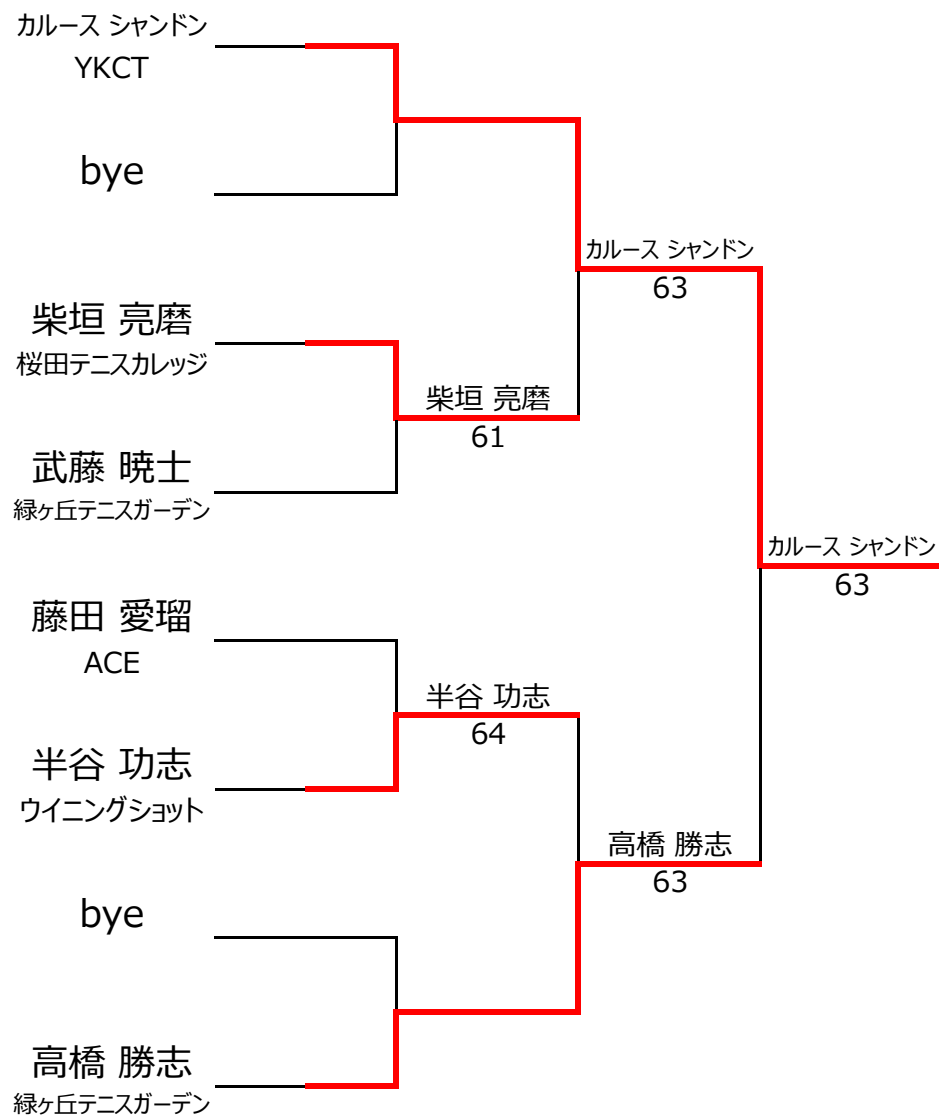 カルース シャンドン
YKCT
bye
柴垣 亮磨
桜田テニスカレッジ
武藤 暁士
緑ヶ丘テニスガーデン
藤田 愛瑠
ACE
半谷 功志
ウイニングショット
bye
高橋 勝志
緑ヶ丘テニスガーデン
柴垣 亮磨
61
半谷 功志
64
カルース シャンドン
63
高橋 勝志
63
カルース シャンドン
63